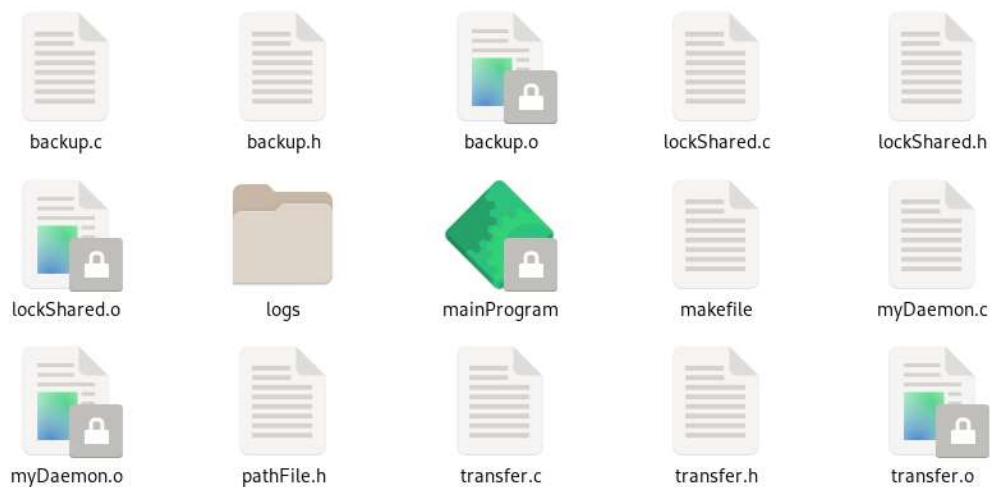 backup.c
backup.h
backup.o
lockShared.c
lockShared.h
lockShared.o
logs
mainProgram
makefile
myDaemon.c
myDaemon.o
pathFile.h
transfer.c
transfer.h
transfer.o